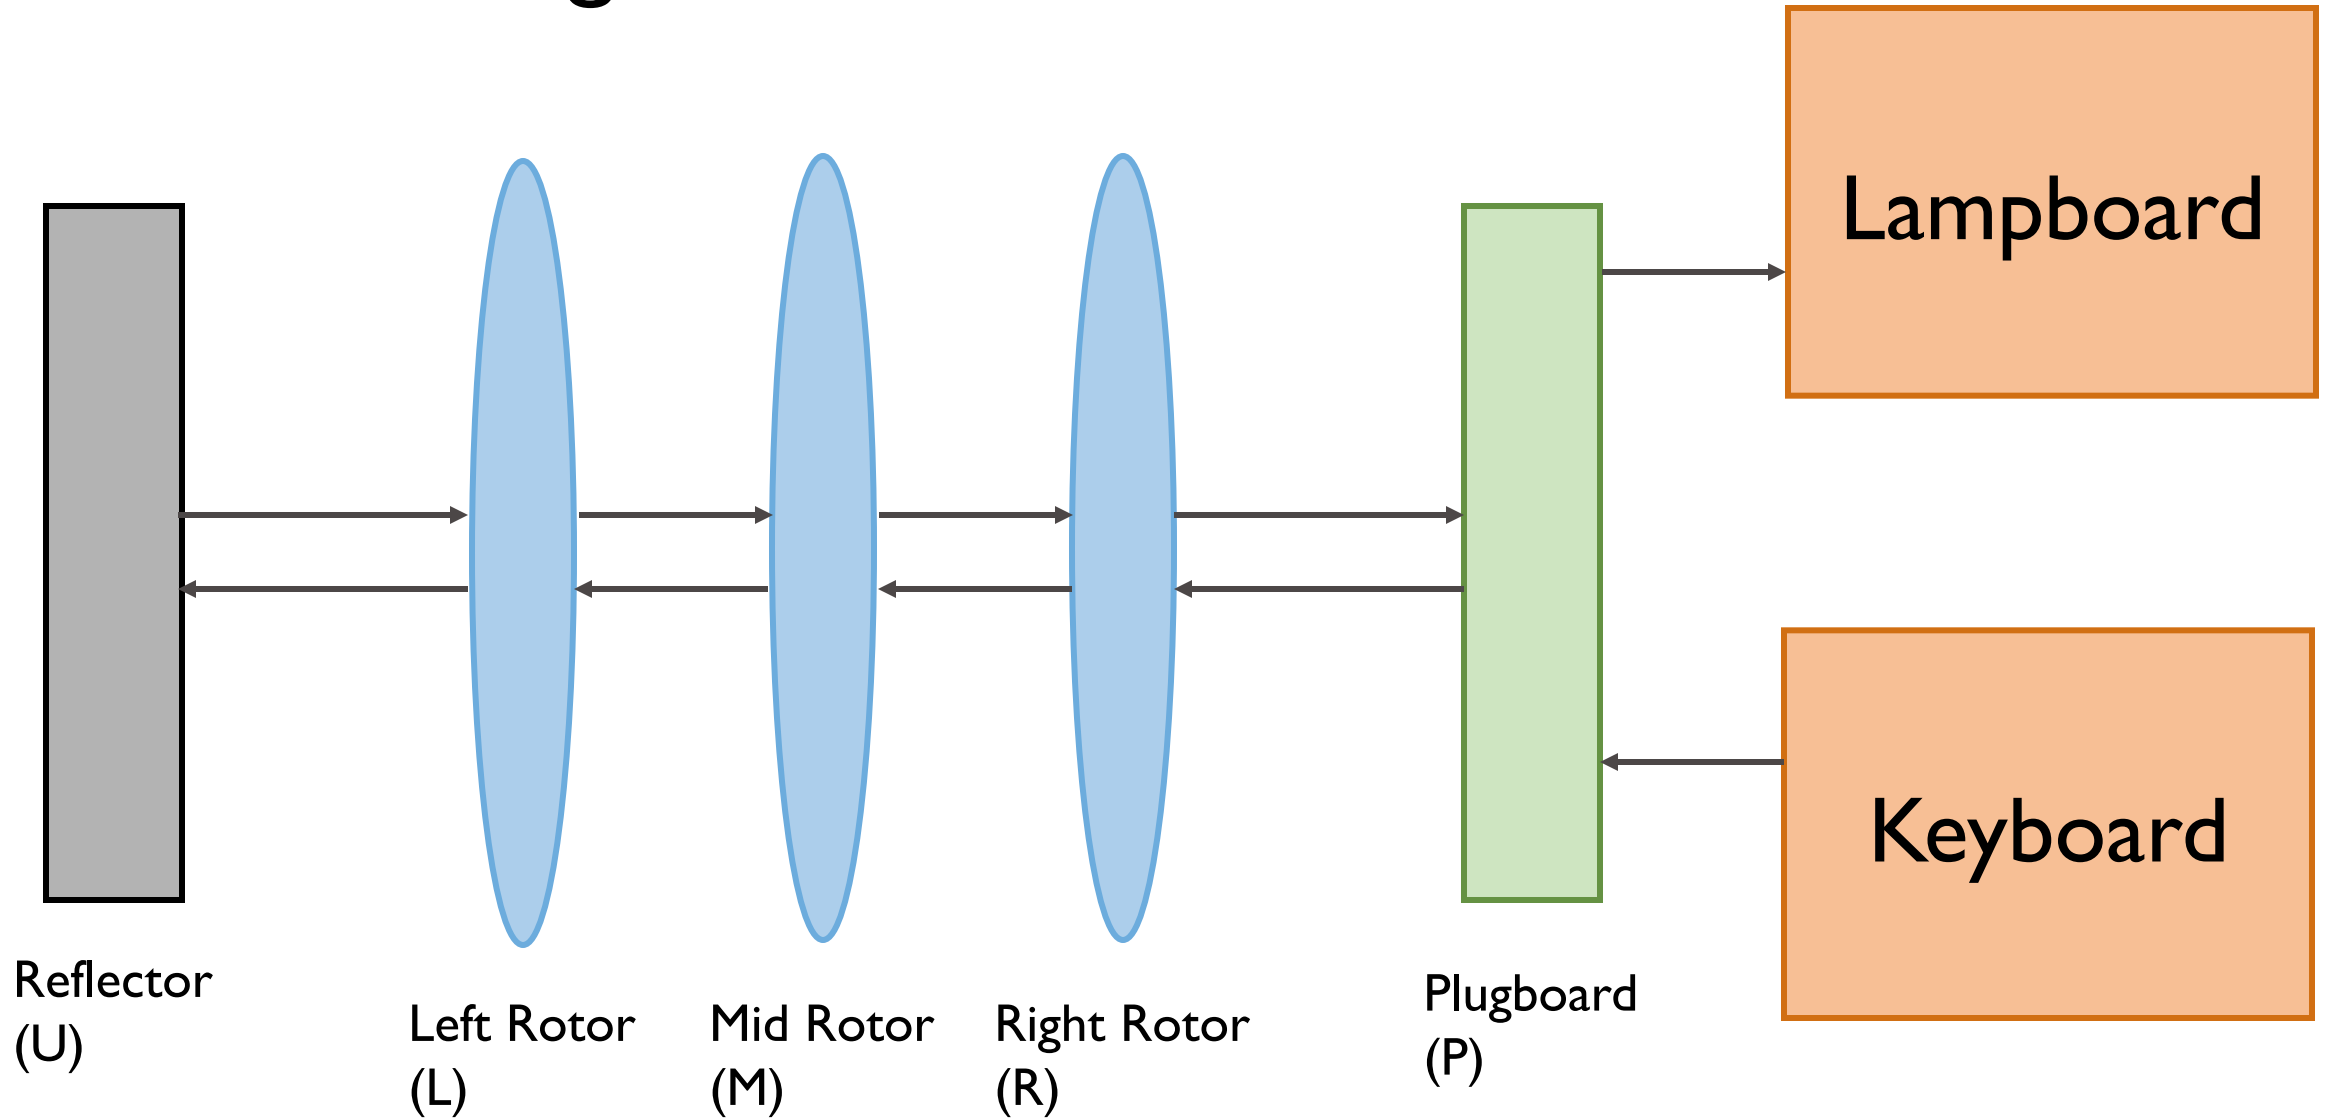 Lampboard
Keyboard
Reflector
(U)
Left Rotor
(L)
Mid Rotor
(M)
Right Rotor
(R)
Plugboard
(P)